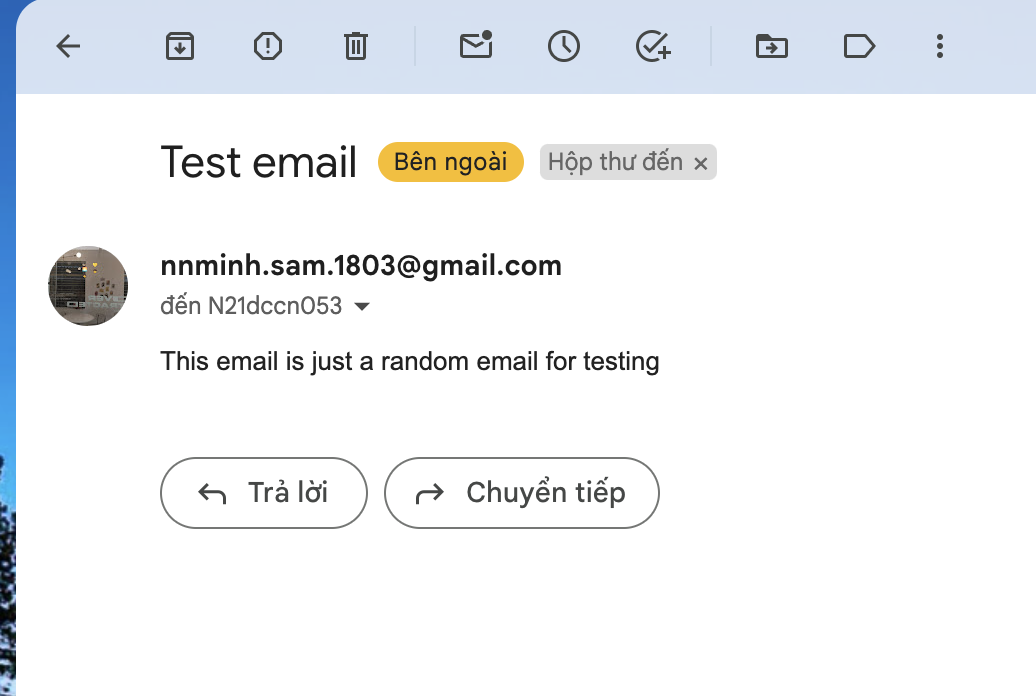 Test email Bên ngoài Hộp thư đến ×
nnminh.sam.1803@gmail.com
đến N21dccn053
This email is just a random email for testing
Trả lời Chuyển tiếp